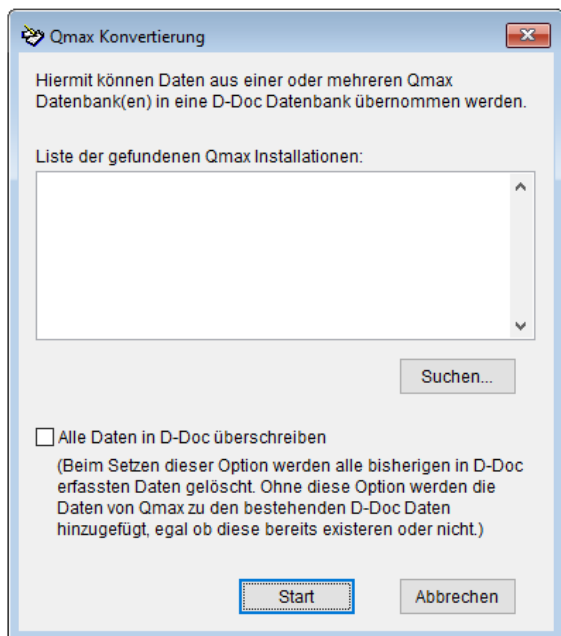 Qmax Konvertierung
Hiermit können Daten aus einer oder mehreren Qmax
Datenbank(en) in eine D-Doc Datenbank übernommen werden.
Liste der gefundenen Qmax Installationen:
Suchen...
Alle Daten in D-Doc überschreiben
(Beim Setzen dieser Option werden alle bisherigen in D-Doc
erfassten Daten gelöscht. Ohne diese Option werden die
Daten von Qmax zu den bestehenden D-Doc Daten
hinzugefügt, egal ob diese bereits existeren oder nicht.)
Start
Abbrechen